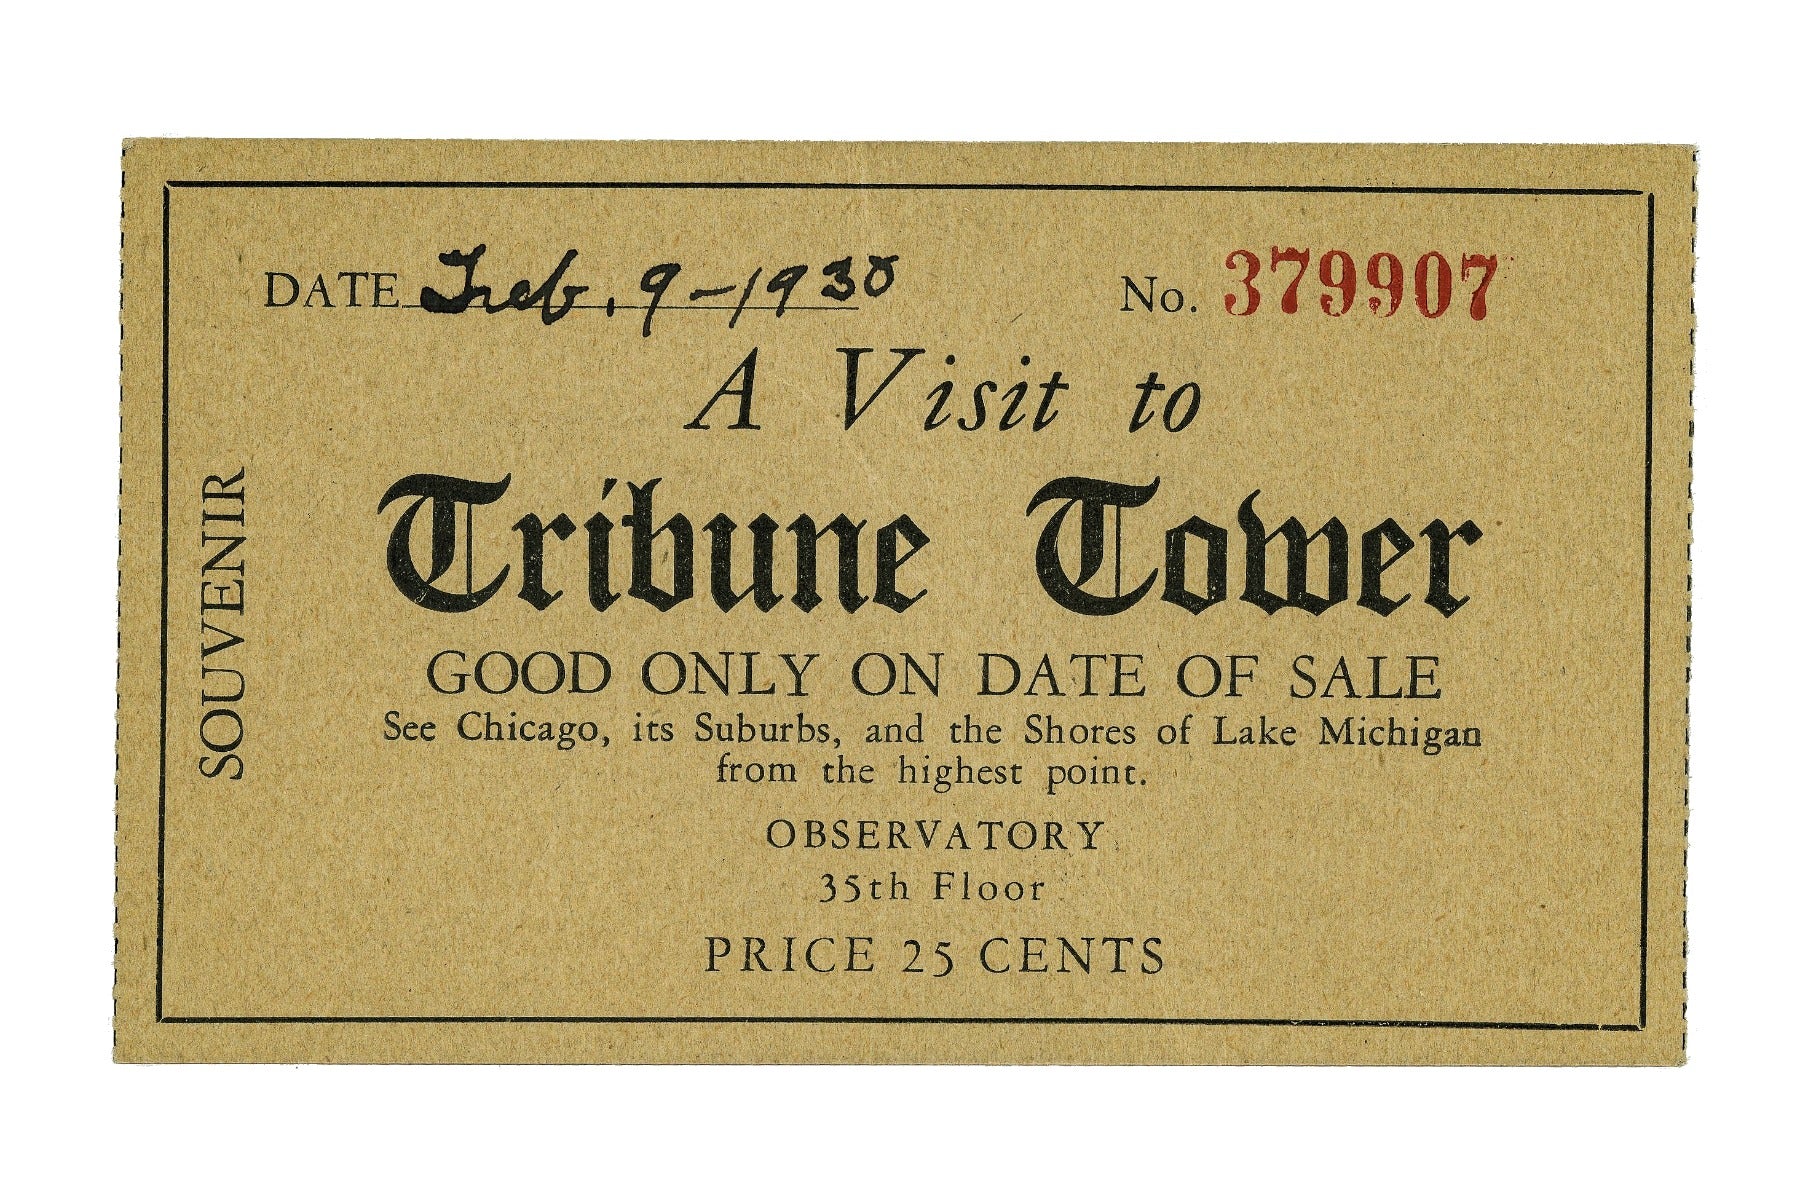 DATE Feb. 9-1930 No. 379907
A Visit to
Tribune Tower
SOUVENIR
GOOD ONLY ON DATE OF SALE
See Chicago, its Suburbs, and the Shores of Lake Michigan
from the highest point.
OBSERVATORY
35th Floor
PRICE 25 CENTS